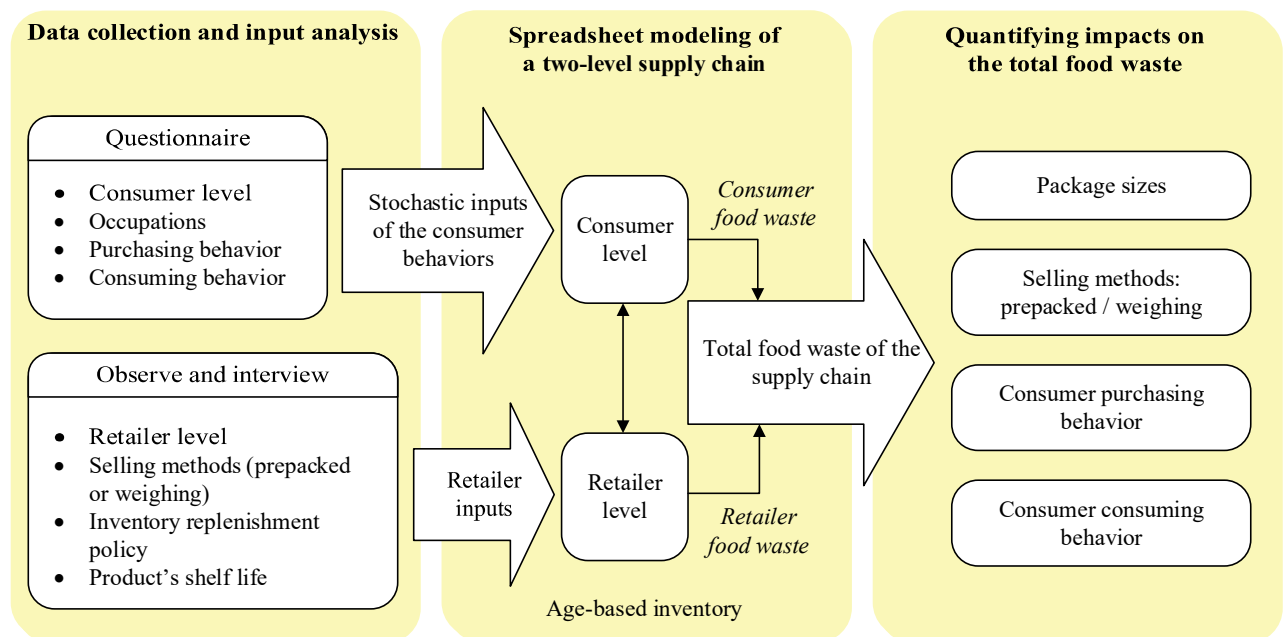 Data collection and input analysis
Questionnaire
• Consumer level
• Occupations
• Purchasing behavior
• Consuming behavior
Observe and interview
• Retailer level
• Selling methods (prepacked
or weighing)
• Inventory replenishment
policy
• Product’s shelf life
Spreadsheet modeling of
a two-level supply chain
Stochastic inputs
of the consumer
behaviors
Consumer
level
Consumer
food waste
Total food waste of the
supply chain
Retailer
inputs
Retailer
level
Retailer
food waste
Age-based inventory
Quantifying impacts on
the total food waste
Package sizes
Selling methods:
prepacked / weighing
Consumer purchasing
behavior
Consumer consuming
behavior